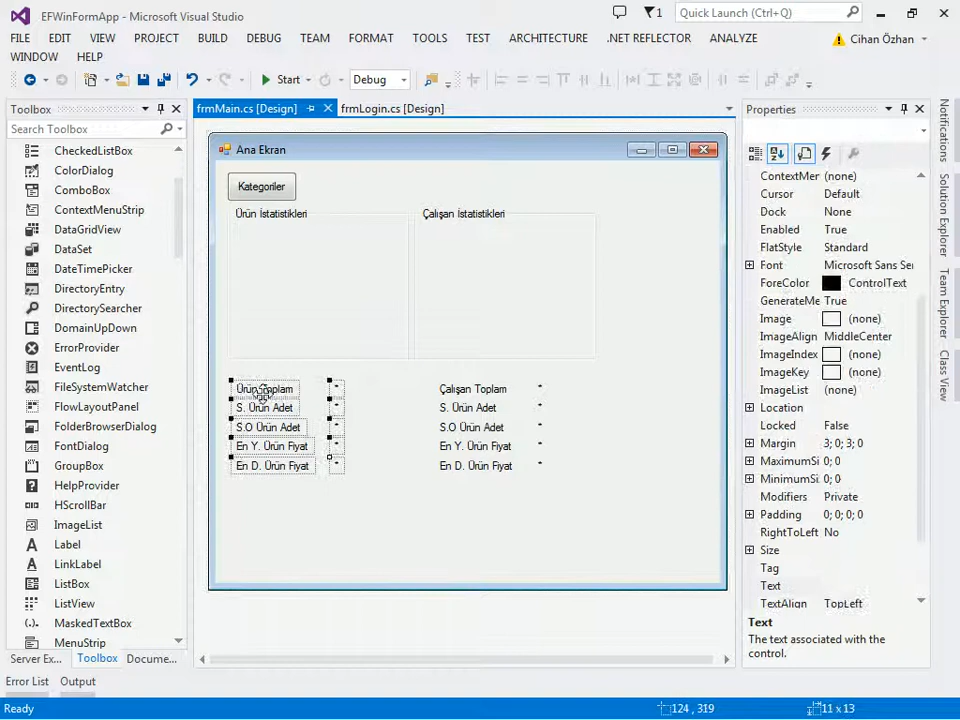 EFWinFormApp - Microsoft Visual Studio
1
Quick Launch (Ctrl+Q)
FILE EDIT VIEW PROJECT BUILD DEBUG TEAM FORMAT TOOLS TEST ARCHITECTURE .NET REFLECTOR ANALYZE
Cihan Özhan
WINDOW HELP
Start
Debug
Toolbox
frmMain.cs [Design]
frmLogin.cs [Design]
Properties
Search Toolbox
CheckedListBox
ColorDialog
ComboBox
ContextMenuStrip
DataGridView
DataSet
DateTimePicker
DirectoryEntry
DirectorySearcher
DomainUpDown
ErrorProvider
EventLog
FileSystemWatcher
FlowLayoutPanel
FolderBrowserDialog
FontDialog
GroupBox
HelpProvider
HScrollBar
ImageList
Label
LinkLabel
ListBox
ListView
MaskedTextBox
MenuStrip
Server Ex... Toolbox Docume...
Ana Ekran
Kategoriler
Ürün İstatistikleri
Çalışan İstatistikleri
Ürün Toplam *
S. Ürün Adet *
S.O Ürün Adet *
En Y. Ürün Fiyat *
En D. Ürün Fiyat *
Çalışan Toplam *
S. Ürün Adet *
S.O Ürün Adet *
En Y. Ürün Fiyat *
En D. Ürün Fiyat *
ContextMer (none)
Cursor Default
Dock None
Enabled True
FlatStyle Standard
Font Microsoft Sans Ser
ForeColor ControlText
GenerateMe True
Image (none)
ImageAlign MiddleCenter
ImageIndex (none)
ImageKey (none)
ImageList (none)
Location
Locked False
Margin 3; 0; 3; 0
MaximumSi 0; 0
MinimumSi 0; 0
Modifiers Private
Padding 0; 0; 0; 0
RightToLeft No
Size
Tag
Text
TextAlign TopLeft
Text
The text associated with the
control.
Notifications
Solution Explorer
Team Explorer
Class View
Error List Output
Ready
124 , 319
11 x 13